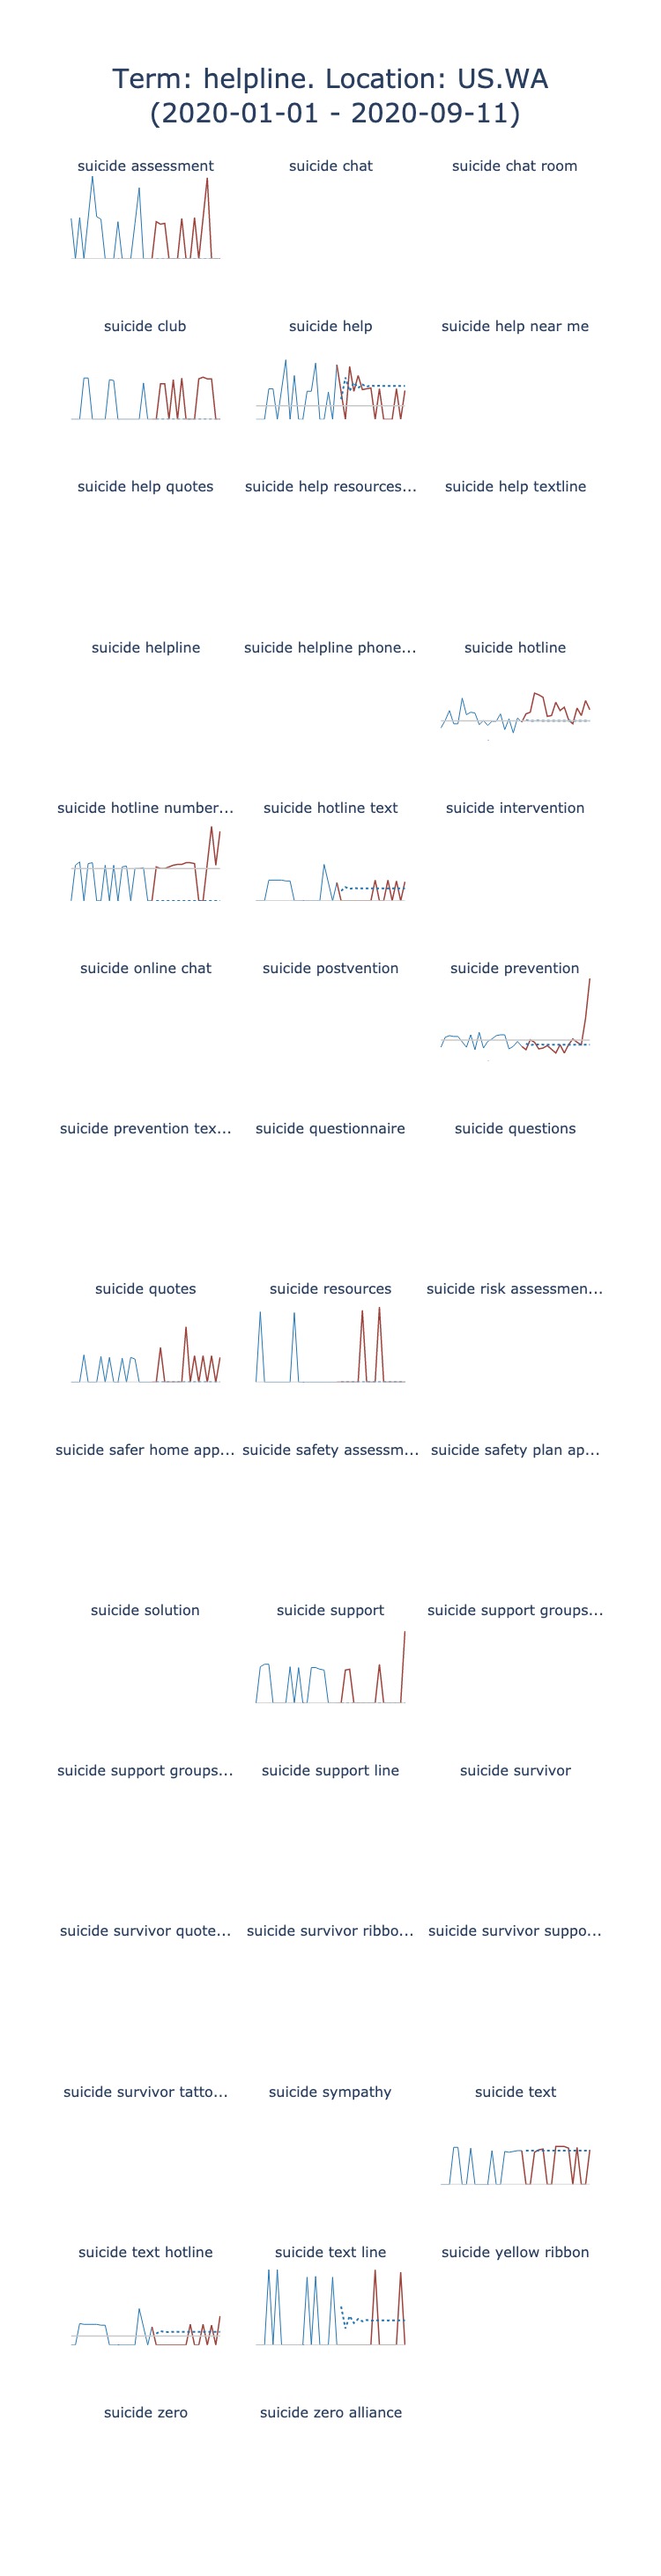 Term: helpline. Location: US.WA
(2020-01-01 - 2020-09-11)
suicide assessment
suicide chat
suicide chat room
suicide club
suicide help
suicide help near me
suicide help quotes
suicide help resources...
suicide help textline
suicide helpline
suicide helpline phone...
suicide hotline
suicide hotline number...
suicide hotline text
suicide intervention
suicide online chat
suicide postvention
suicide prevention
suicide prevention tex...
suicide questionnaire
suicide questions
suicide quotes
suicide resources
suicide risk assessmen...
suicide safer home app...
suicide safety assessm...
suicide safety plan ap...
suicide solution
suicide support
suicide support groups...
suicide support groups...
suicide support line
suicide survivor
suicide survivor quote...
suicide survivor ribbo...
suicide survivor suppo...
suicide survivor tatto...
suicide sympathy
suicide text
suicide text hotline
suicide text line
suicide yellow ribbon
suicide zero
suicide zero alliance